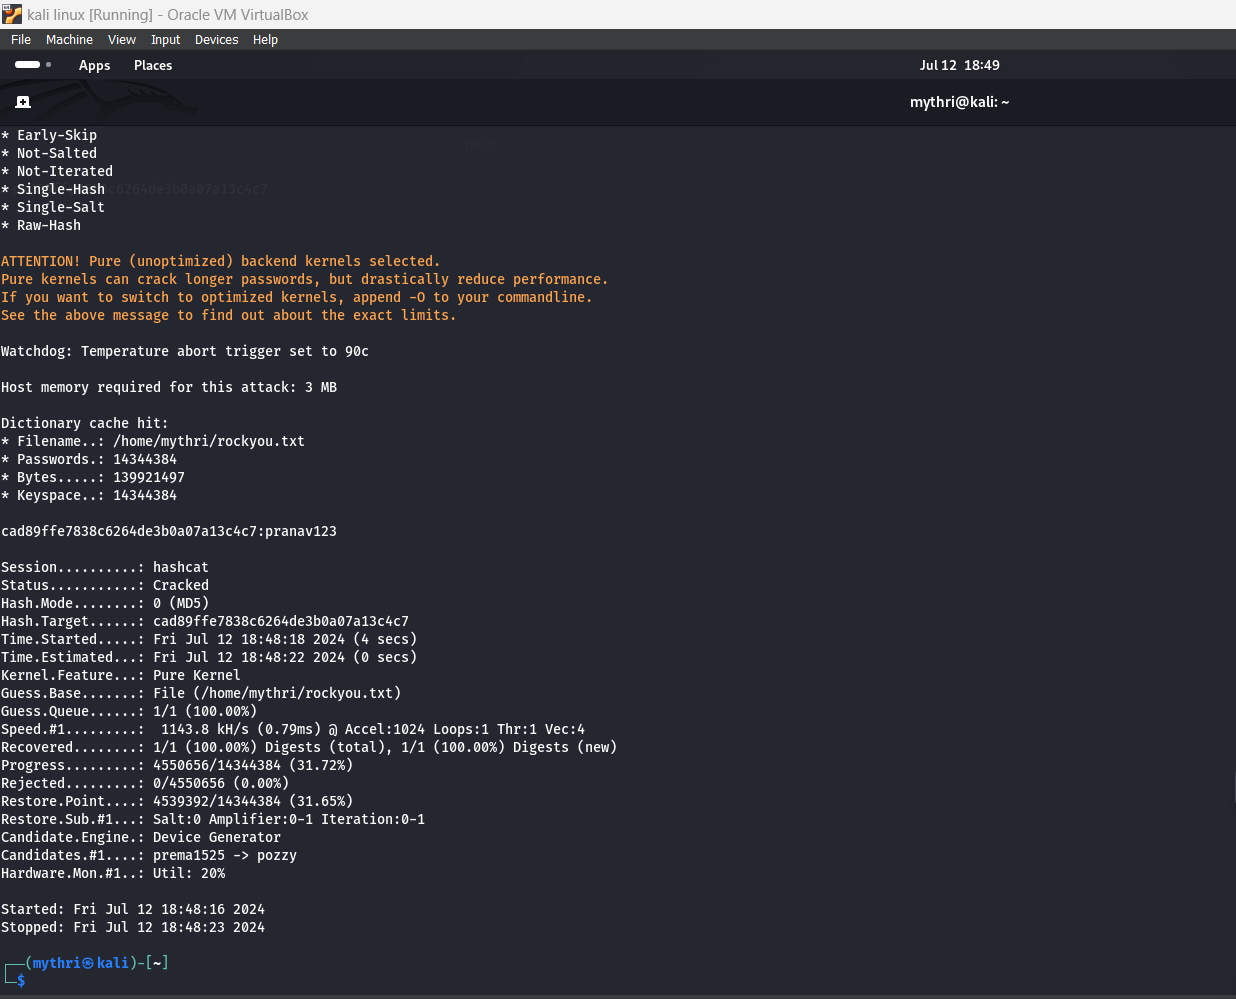 kali linux [Running] - Oracle VM VirtualBox
File Machine View Input Devices Help
Apps Places Jul 12 18:49
mythri@kali: ~
* Early-Skip
* Not-Salted
* Not-Iterated
* Single-Hash
* Single-Salt
* Raw-Hash
ATTENTION! Pure (unoptimized) backend kernels selected.
Pure kernels can crack longer passwords, but drastically reduce performance.
If you want to switch to optimized kernels, append -O to your commandline.
See the above message to find out about the exact limits.
Watchdog: Temperature abort trigger set to 90c
Host memory required for this attack: 3 MB
Dictionary cache hit:
* Filename..: /home/mythri/rockyou.txt
* Passwords.: 14344384
* Bytes.....: 139921497
* Keyspace..: 14344384
cad89ffe7838c6264de3b0a07a13c4c7:pranav123
Session..........: hashcat
Status...........: Cracked
Hash.Mode........: 0 (MD5)
Hash.Target......: cad89ffe7838c6264de3b0a07a13c4c7
Time.Started.....: Fri Jul 12 18:48:18 2024 (4 secs)
Time.Estimated...: Fri Jul 12 18:48:22 2024 (0 secs)
Kernel.Feature...: Pure Kernel
Guess.Base.......: File (/home/mythri/rockyou.txt)
Guess.Queue......: 1/1 (100.00%)
Speed.#1.........:  1143.8 kH/s (0.79ms) @ Accel:1024 Loops:1 Thr:1 Vec:4
Recovered........: 1/1 (100.00%) Digests (total), 1/1 (100.00%) Digests (new)
Progress.........: 4550656/14344384 (31.72%)
Rejected.........: 0/4550656 (0.00%)
Restore.Point....: 4539392/14344384 (31.65%)
Restore.Sub.#1...: Salt:0 Amplifier:0-1 Iteration:0-1
Candidate.Engine.: Device Generator
Candidates.#1....: prema1525 -> pozzy
Hardware.Mon.#1..: Util: 20%
Started: Fri Jul 12 18:48:16 2024
Stopped: Fri Jul 12 18:48:23 2024
(mythri㉿kali)-[~]
$